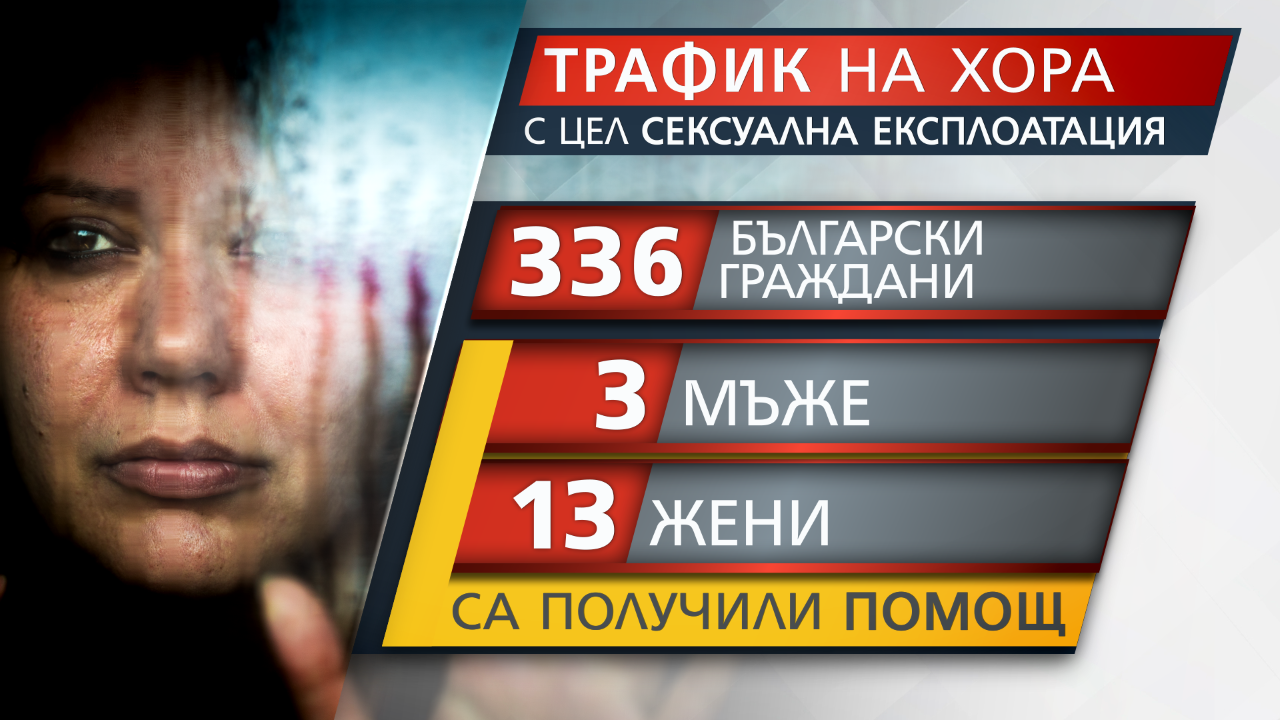 ТРАФИК НА ХОРА
С ЦЕЛ СЕКСУАЛНА ЕКСПЛОАТАЦИЯ
336 БЪЛГАРСКИ
ГРАЖДАНИ
3 МЪЖЕ
13 ЖЕНИ
СА ПОЛУЧИЛИ ПОМОЩ